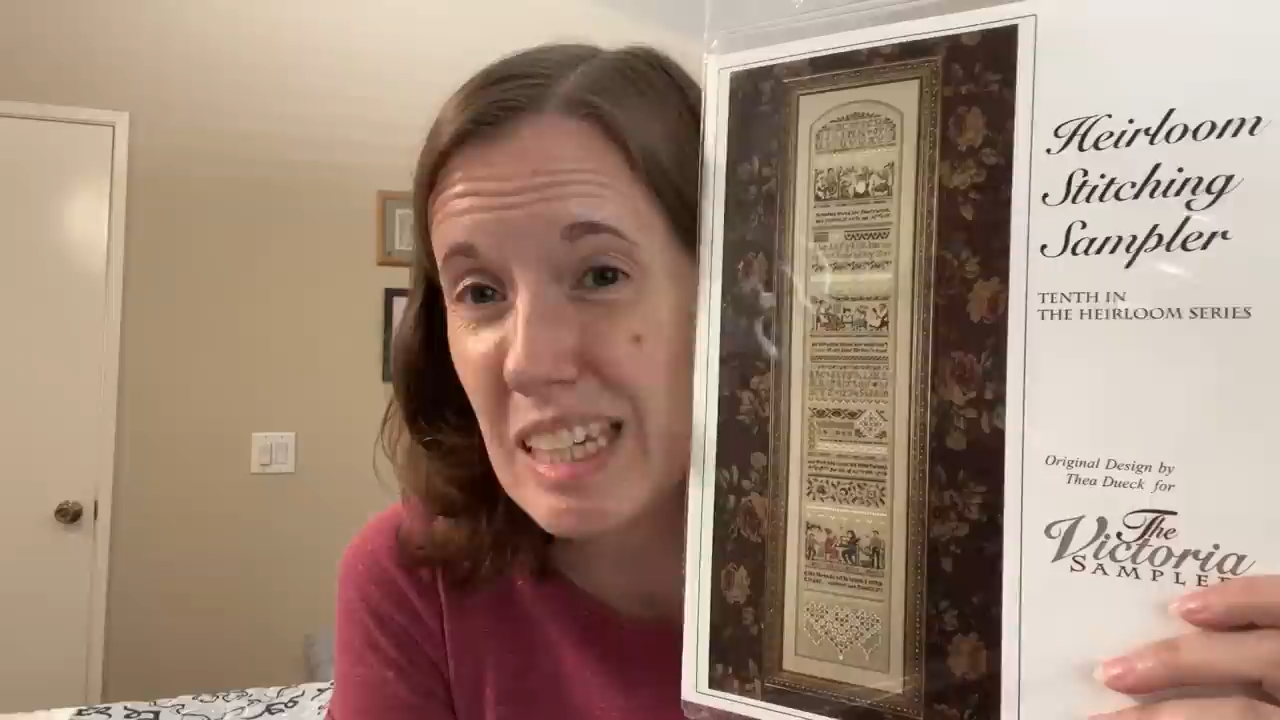 Heirloom
Stitching
Sampler
TENTH IN
THE HEIRLOOM SERIES
Original Design by
Thea Dueck for
The
Victoria
SAMPLER